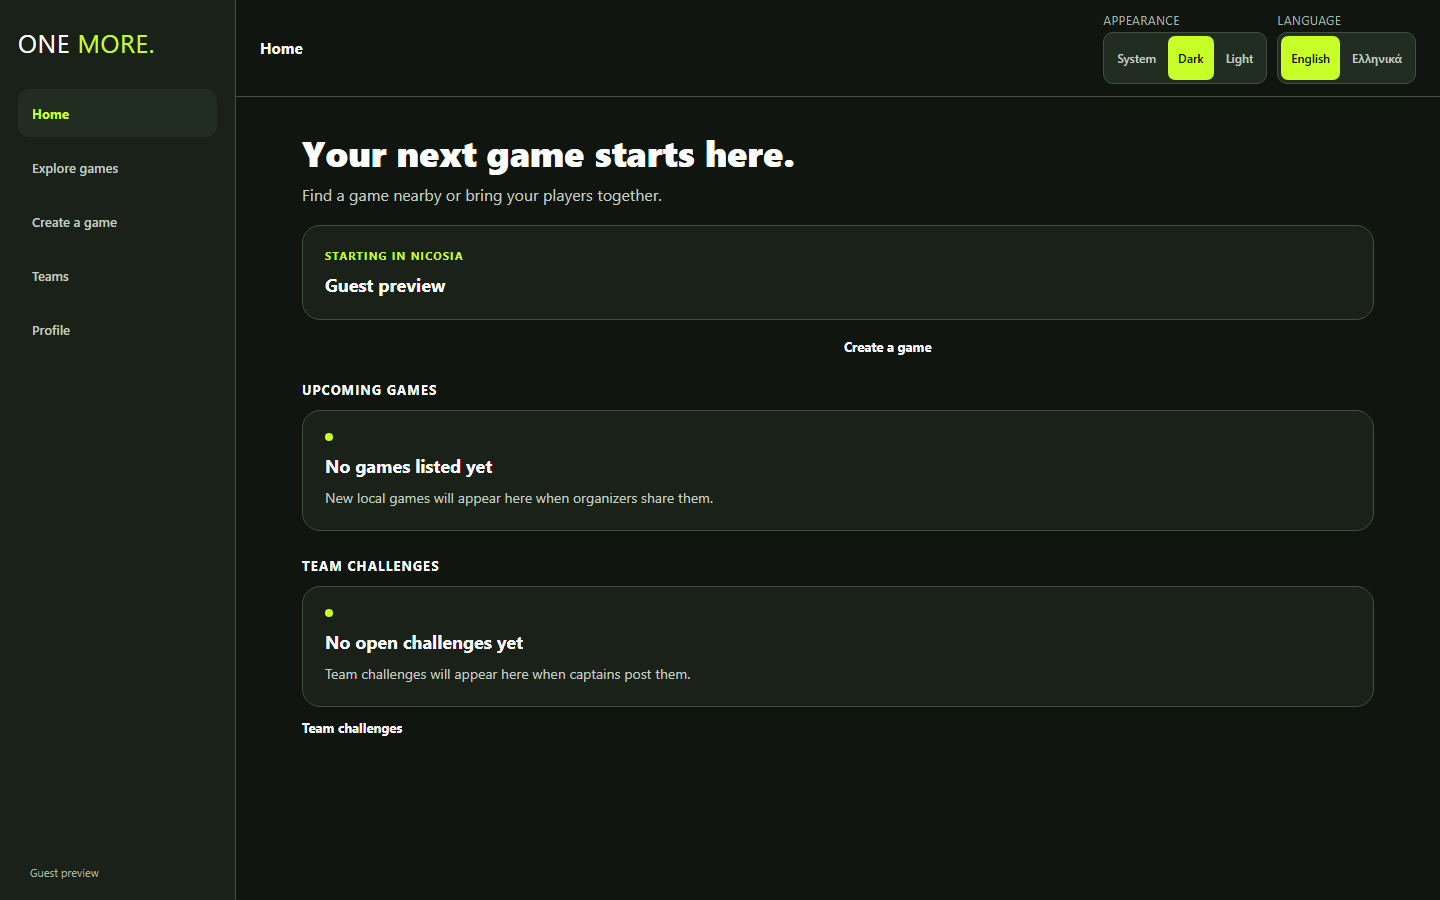 ONE MORE.
Home
Explore games
Create a game
Teams
Profile
Guest preview
Home
APPEARANCE
System
Dark
Light
LANGUAGE
English
Ελληνικά
Your next game starts here.
Find a game nearby or bring your players together.
STARTING IN NICOSIA
Guest preview
Create a game
UPCOMING GAMES
No games listed yet
New local games will appear here when organizers share them.
TEAM CHALLENGES
No open challenges yet
Team challenges will appear here when captains post them.
Team challenges